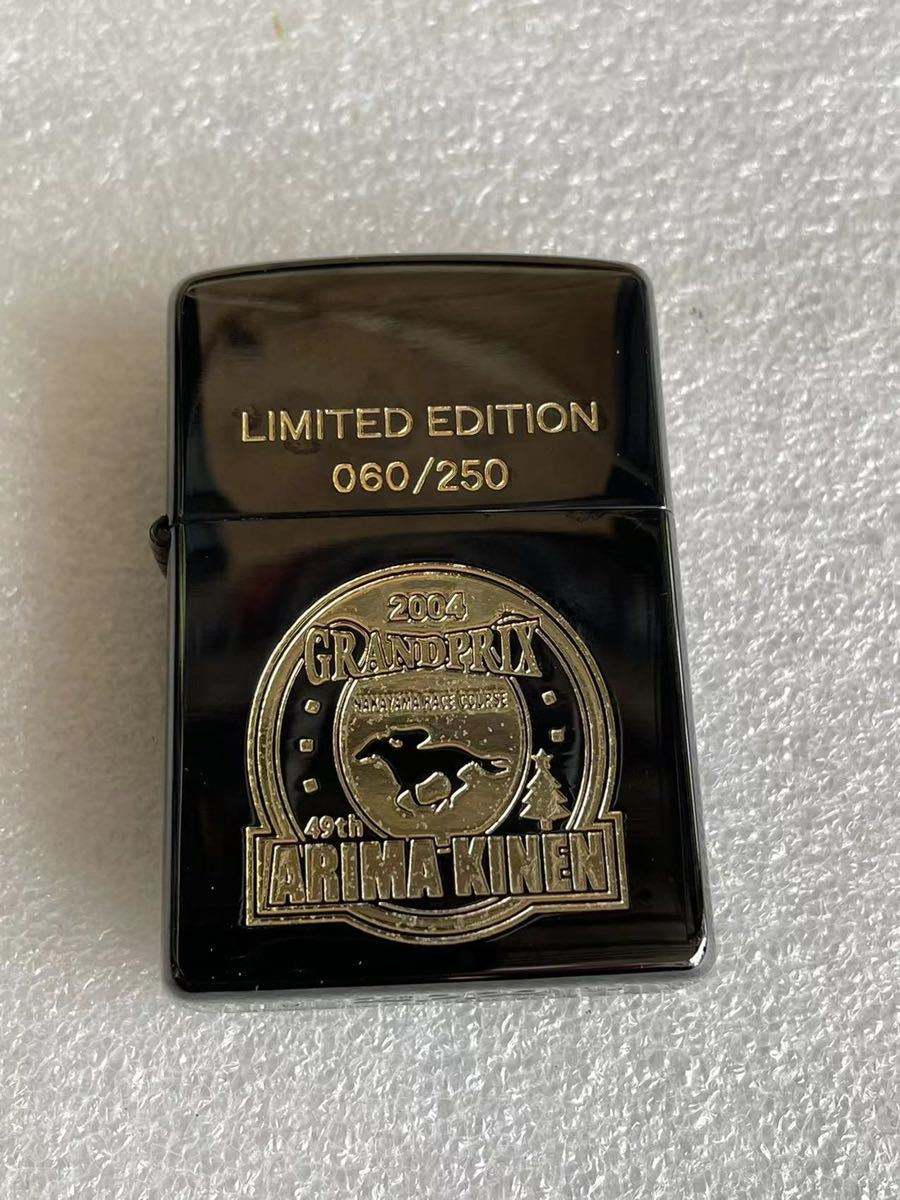 LIMITED EDITION
060/250
2004
GRANDPRIX
NAKAYAMA RACE COURSE
49th
ARIMA KINEN